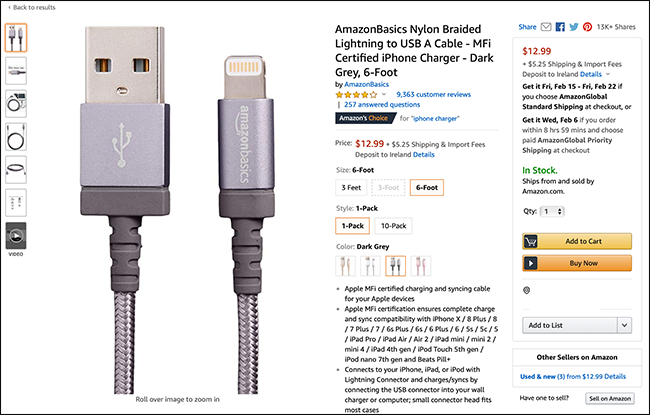 ‹ Back to results
VIDEO
amazonbasics
Roll over image to zoom in
AmazonBasics Nylon Braided
Lightning to USB A Cable - MFi
Certified iPhone Charger - Dark
Grey, 6-Foot
by AmazonBasics
9,363 customer reviews
| 257 answered questions
Amazon's Choice for "iphone charger"
Price: $12.99 + $5.25 Shipping & Import Fees
Deposit to Ireland Details
Size: 6-Foot
3 Feet 3-Foot 6-Foot
Style: 1-Pack
1-Pack 10-Pack
Color: Dark Grey
• Apple MFi certified charging and syncing cable
for your Apple devices
• Apple MFi certification ensures complete charge
and sync compatibility with iPhone X / 8 Plus / 8
/ 7 Plus / 7 / 6s Plus / 6s / 6 Plus / 6 / 5s / 5c / 5
/ iPad Pro / iPad Air / Air 2 / iPad mini / mini 2 /
mini 4 / iPad 4th gen / iPod Touch 5th gen /
iPod nano 7th gen and Beats Pill+
• Connects to your iPhone, iPad, or iPod with
Lightning Connector and charges/syncs by
connecting the USB connector into your wall
charger or computer; small connector head fits
most cases
Share 13K+ Shares
$12.99
+ $5.25 Shipping & Import Fees
Deposit to Ireland Details
Get it Fri, Feb 15 - Fri, Feb 22 if
you choose AmazonGlobal
Standard Shipping at checkout, or
Get it Wed, Feb 6 if you order
within 8 hrs 59 mins and choose
paid AmazonGlobal Priority
Shipping at checkout
In Stock.
Ships from and sold by
Amazon.com.
Qty: 1
Add to Cart
Buy Now
Add to List
Other Sellers on Amazon
Used & new (3) from $12.99 Details
Have one to sell? Sell on Amazon